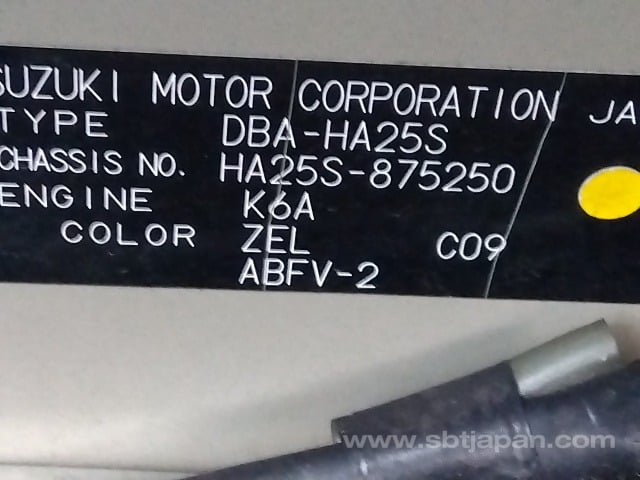 SUZUKI MOTOR CORPORATION JA
TYPE DBA-HA25S
CHASSIS NO. HA25S-875250
ENGINE K6A
COLOR ZEL C09
ABFV-2
www.sbtjapan.com